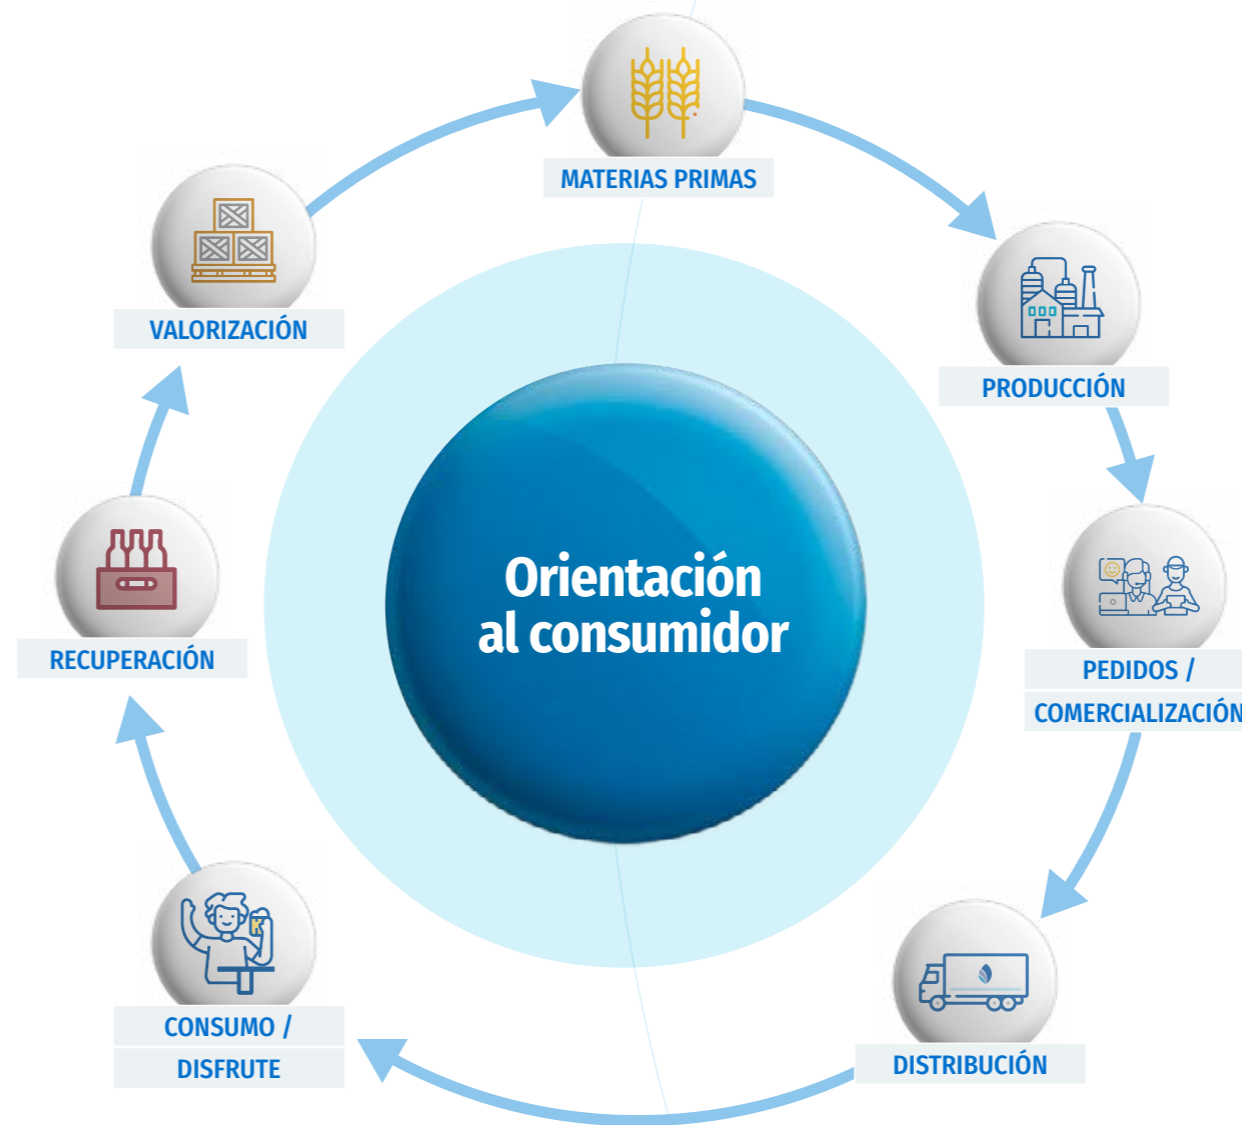 MATERIAS PRIMAS
PRODUCCIÓN
PEDIDOS /
COMERCIALIZACIÓN
DISTRIBUCIÓN
CONSUMO /
DISFRUTE
RECUPERACIÓN
VALORIZACIÓN
Orientación
al consumidor